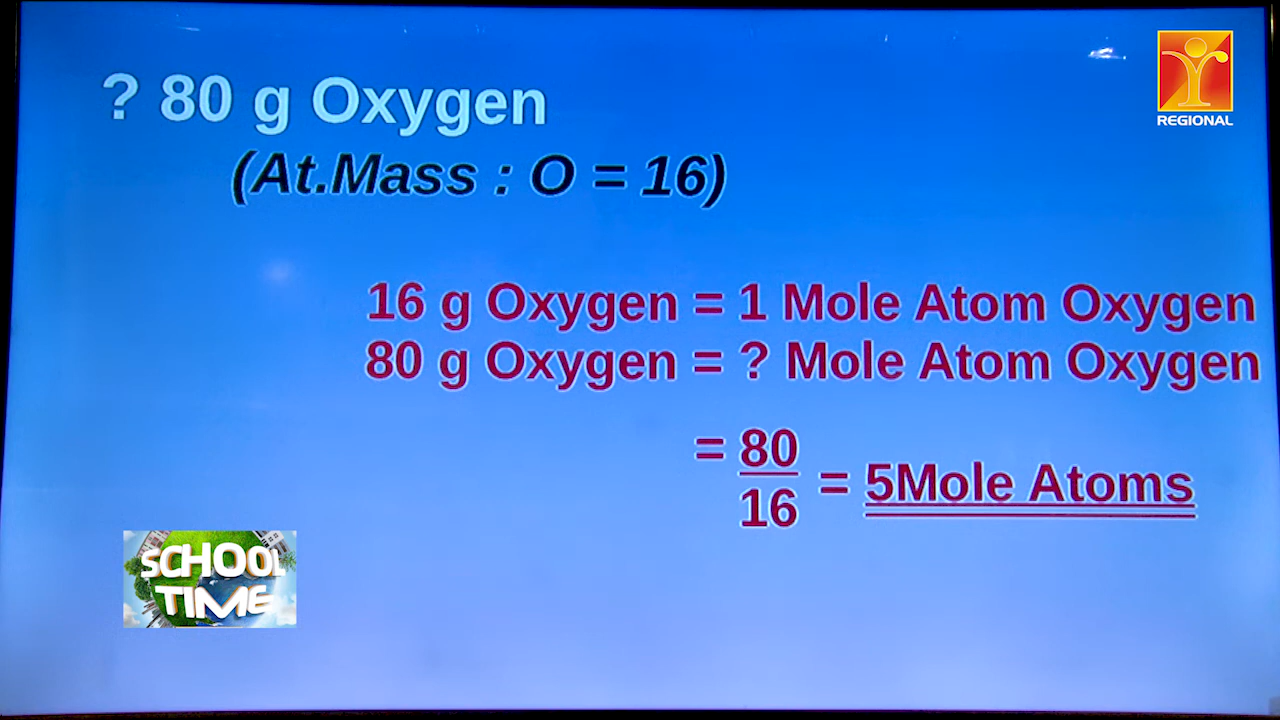 ? 80 g Oxygen
REGIONAL
(At.Mass : O = 16)
16 g Oxygen = 1 Mole Atom Oxygen
80 g Oxygen = ? Mole Atom Oxygen
= 80
16
= 5Mole Atoms
SCHOOL
TIME